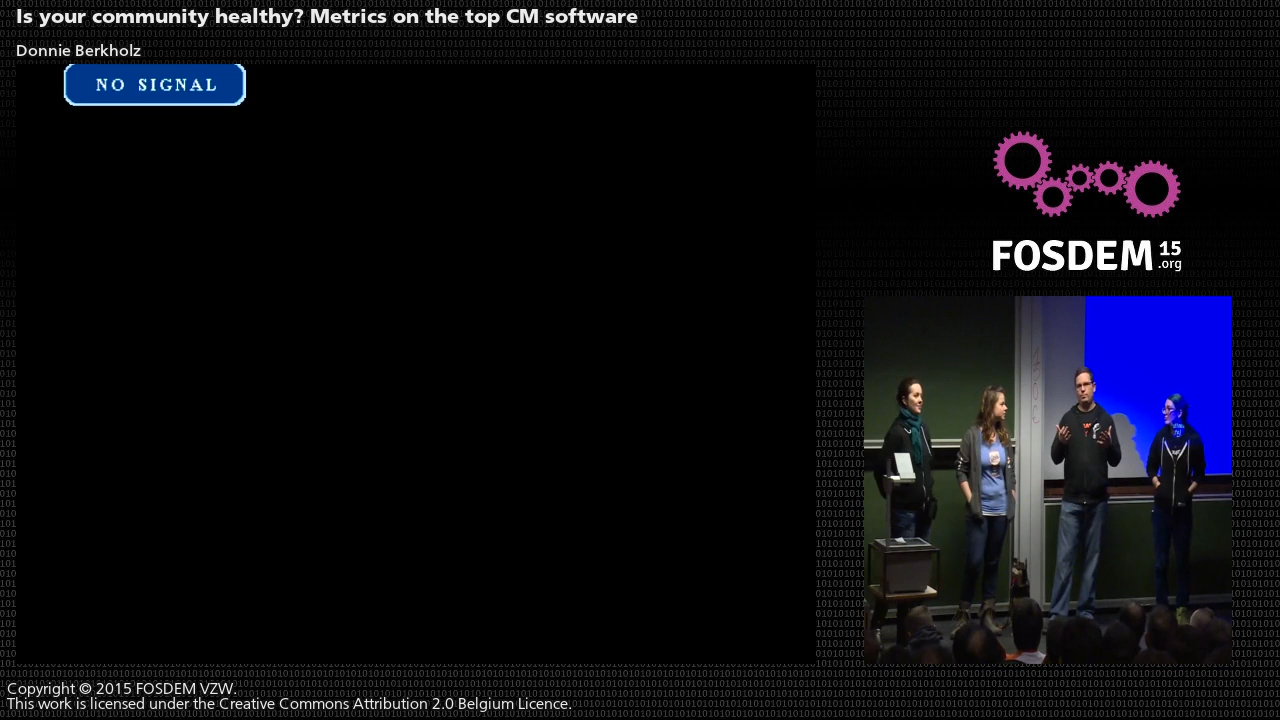 Is your community healthy? Metrics on the top CM software
Donnie Berkholz
NO SIGNAL
FOSDEM 15
.org
Copyright © 2015 FOSDEM VZW.
This work is licensed under the Creative Commons Attribution 2.0 Belgium Licence.